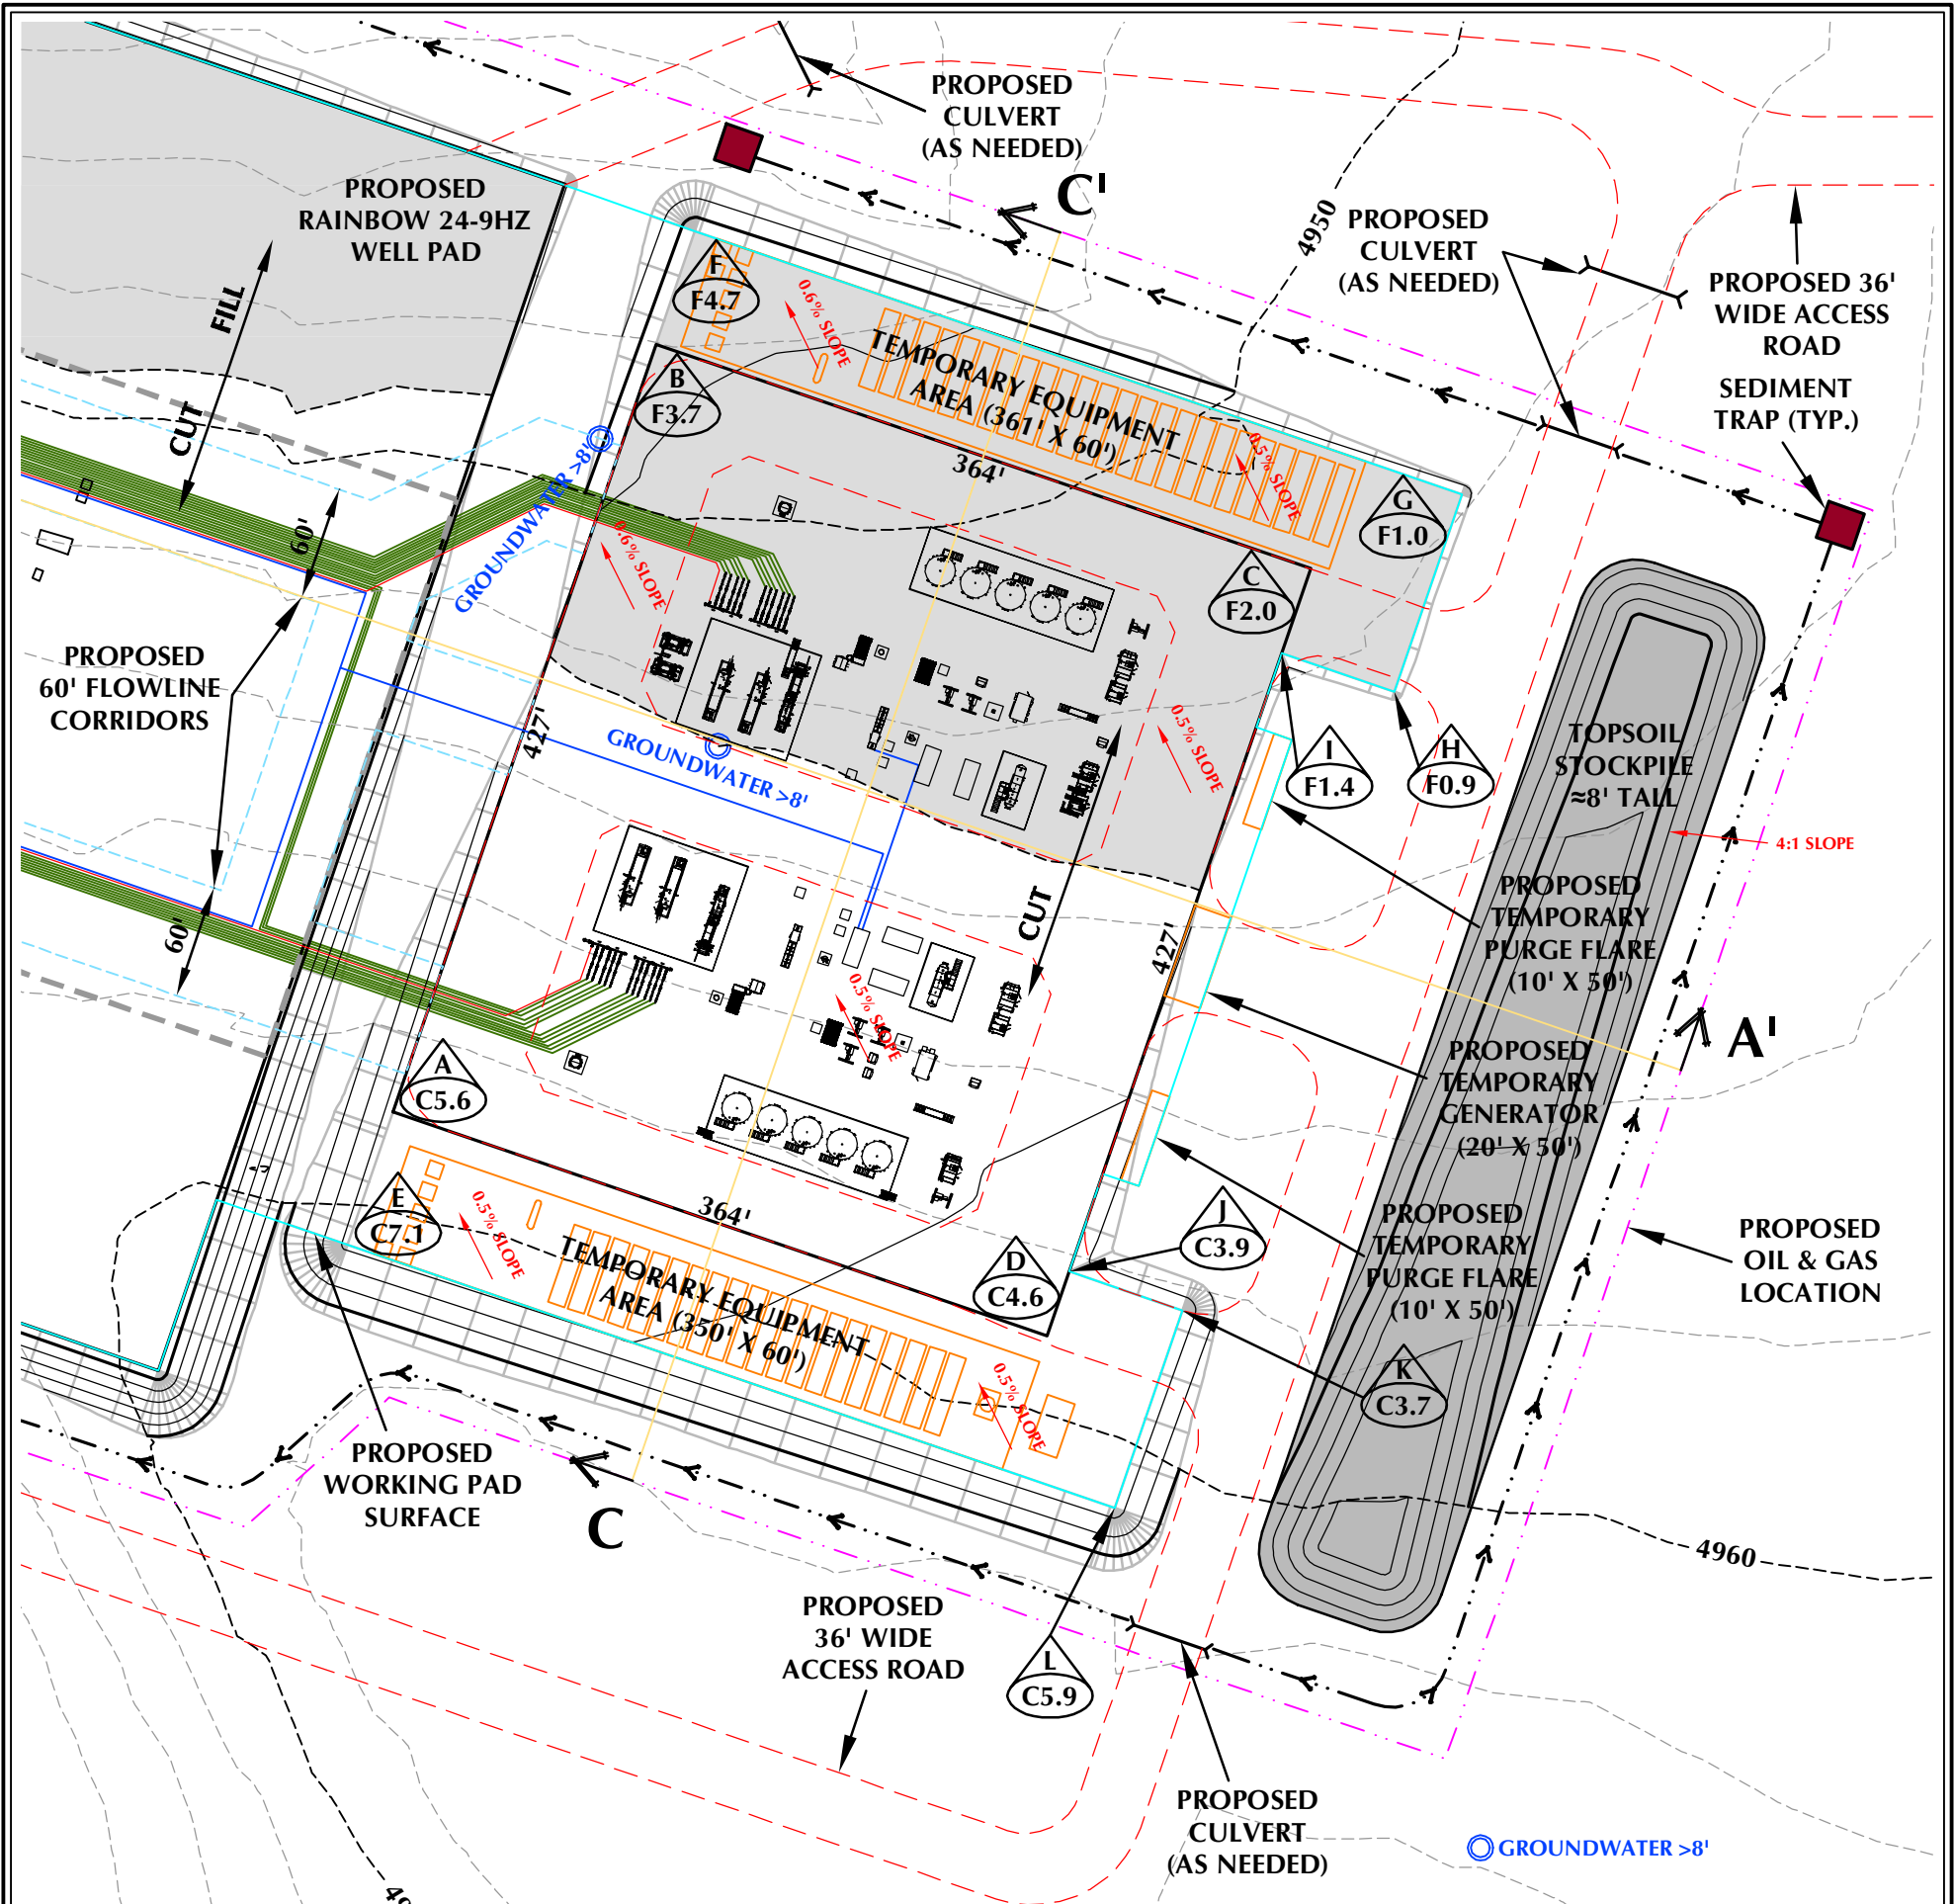 PROPOSED
CULVERT
(AS NEEDED)
C'
PROPOSED
RAINBOW 24-9HZ
WELL PAD
4950
PROPOSED
CULVERT
(AS NEEDED)
PROPOSED 36'
WIDE ACCESS
ROAD
SEDIMENT
TRAP (TYP.)
FILL
CUT
F
F4.7
0.6% SLOPE
TEMPORARY EQUIPMENT
AREA (361' X 60')
B
F3.7
364'
0.5% SLOPE
G
F1.0
GROUNDWATER >8'
60'
0.6% SLOPE
C
F2.0
PROPOSED
60' FLOWLINE
CORRIDORS
427'
GROUNDWATER >8'
0.5% SLOPE
FILL
CUT
I
F1.4
H
F0.9
TOPSOIL
STOCKPILE
≈8' TALL
4:1 SLOPE
PROPOSED
TEMPORARY
PURGE FLARE
(10' X 50')
60'
427'
0.5% SLOPE
A'
PROPOSED
TEMPORARY
GENERATOR
(20' X 50')
A
C5.6
E
C7.1
0.5% SLOPE
364'
TEMPORARY EQUIPMENT
AREA (350' X 60')
D
C4.6
J
C3.9
PROPOSED
TEMPORARY
PURGE FLARE
(10' X 50')
PROPOSED
OIL & GAS
LOCATION
0.5% SLOPE
K
C3.7
PROPOSED
WORKING PAD
SURFACE
C
4960
PROPOSED
36' WIDE
ACCESS ROAD
L
C5.9
PROPOSED
CULVERT
(AS NEEDED)
GROUNDWATER >8'